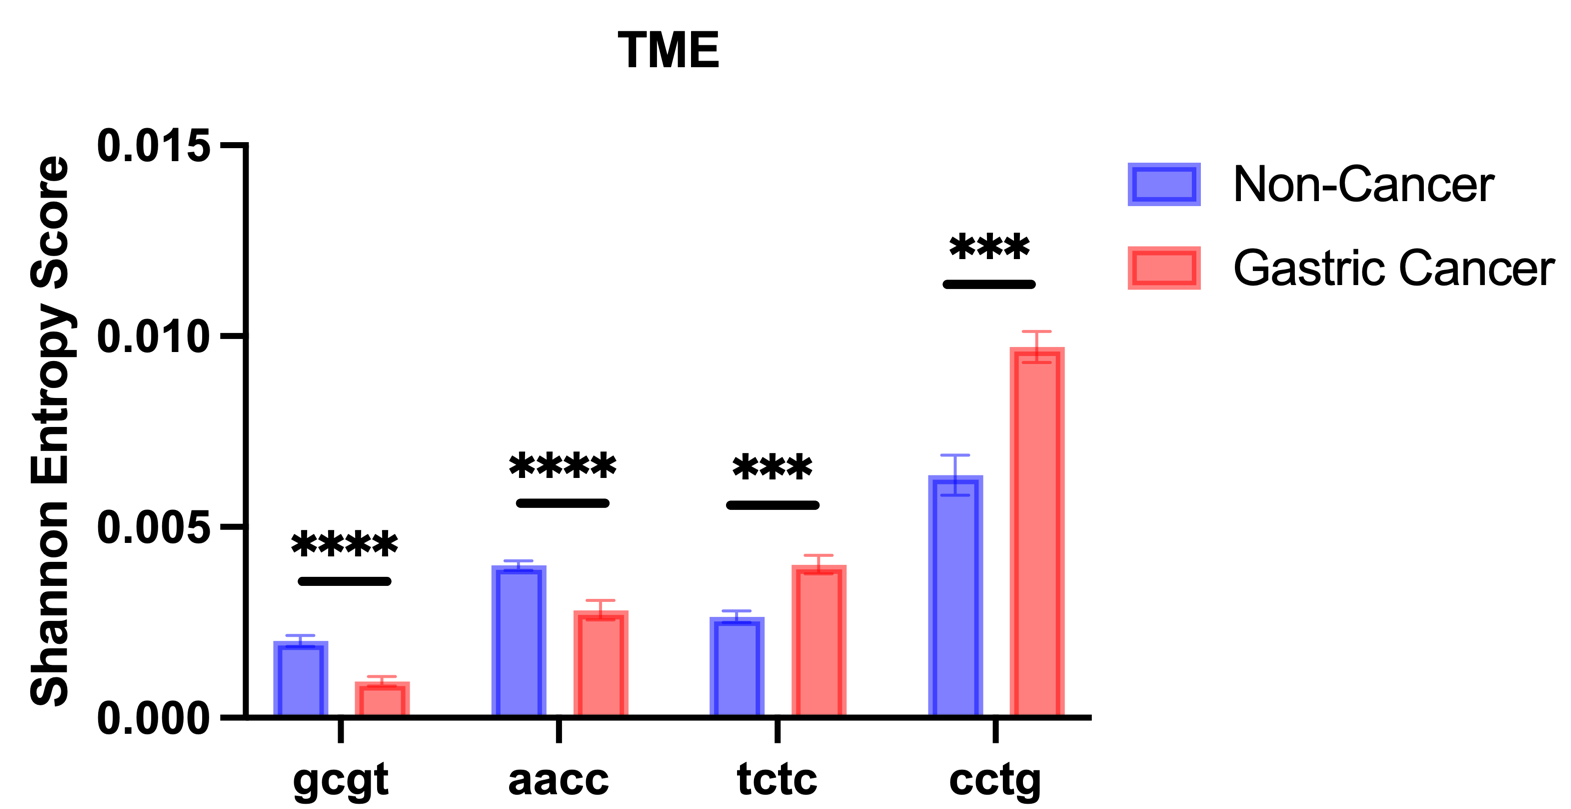 TME
Shannon Entropy Score
0.015
0.010
0.005
0.000
****
****
***
***
gcgt
aacc
tctc
cctg
Non-Cancer
Gastric Cancer